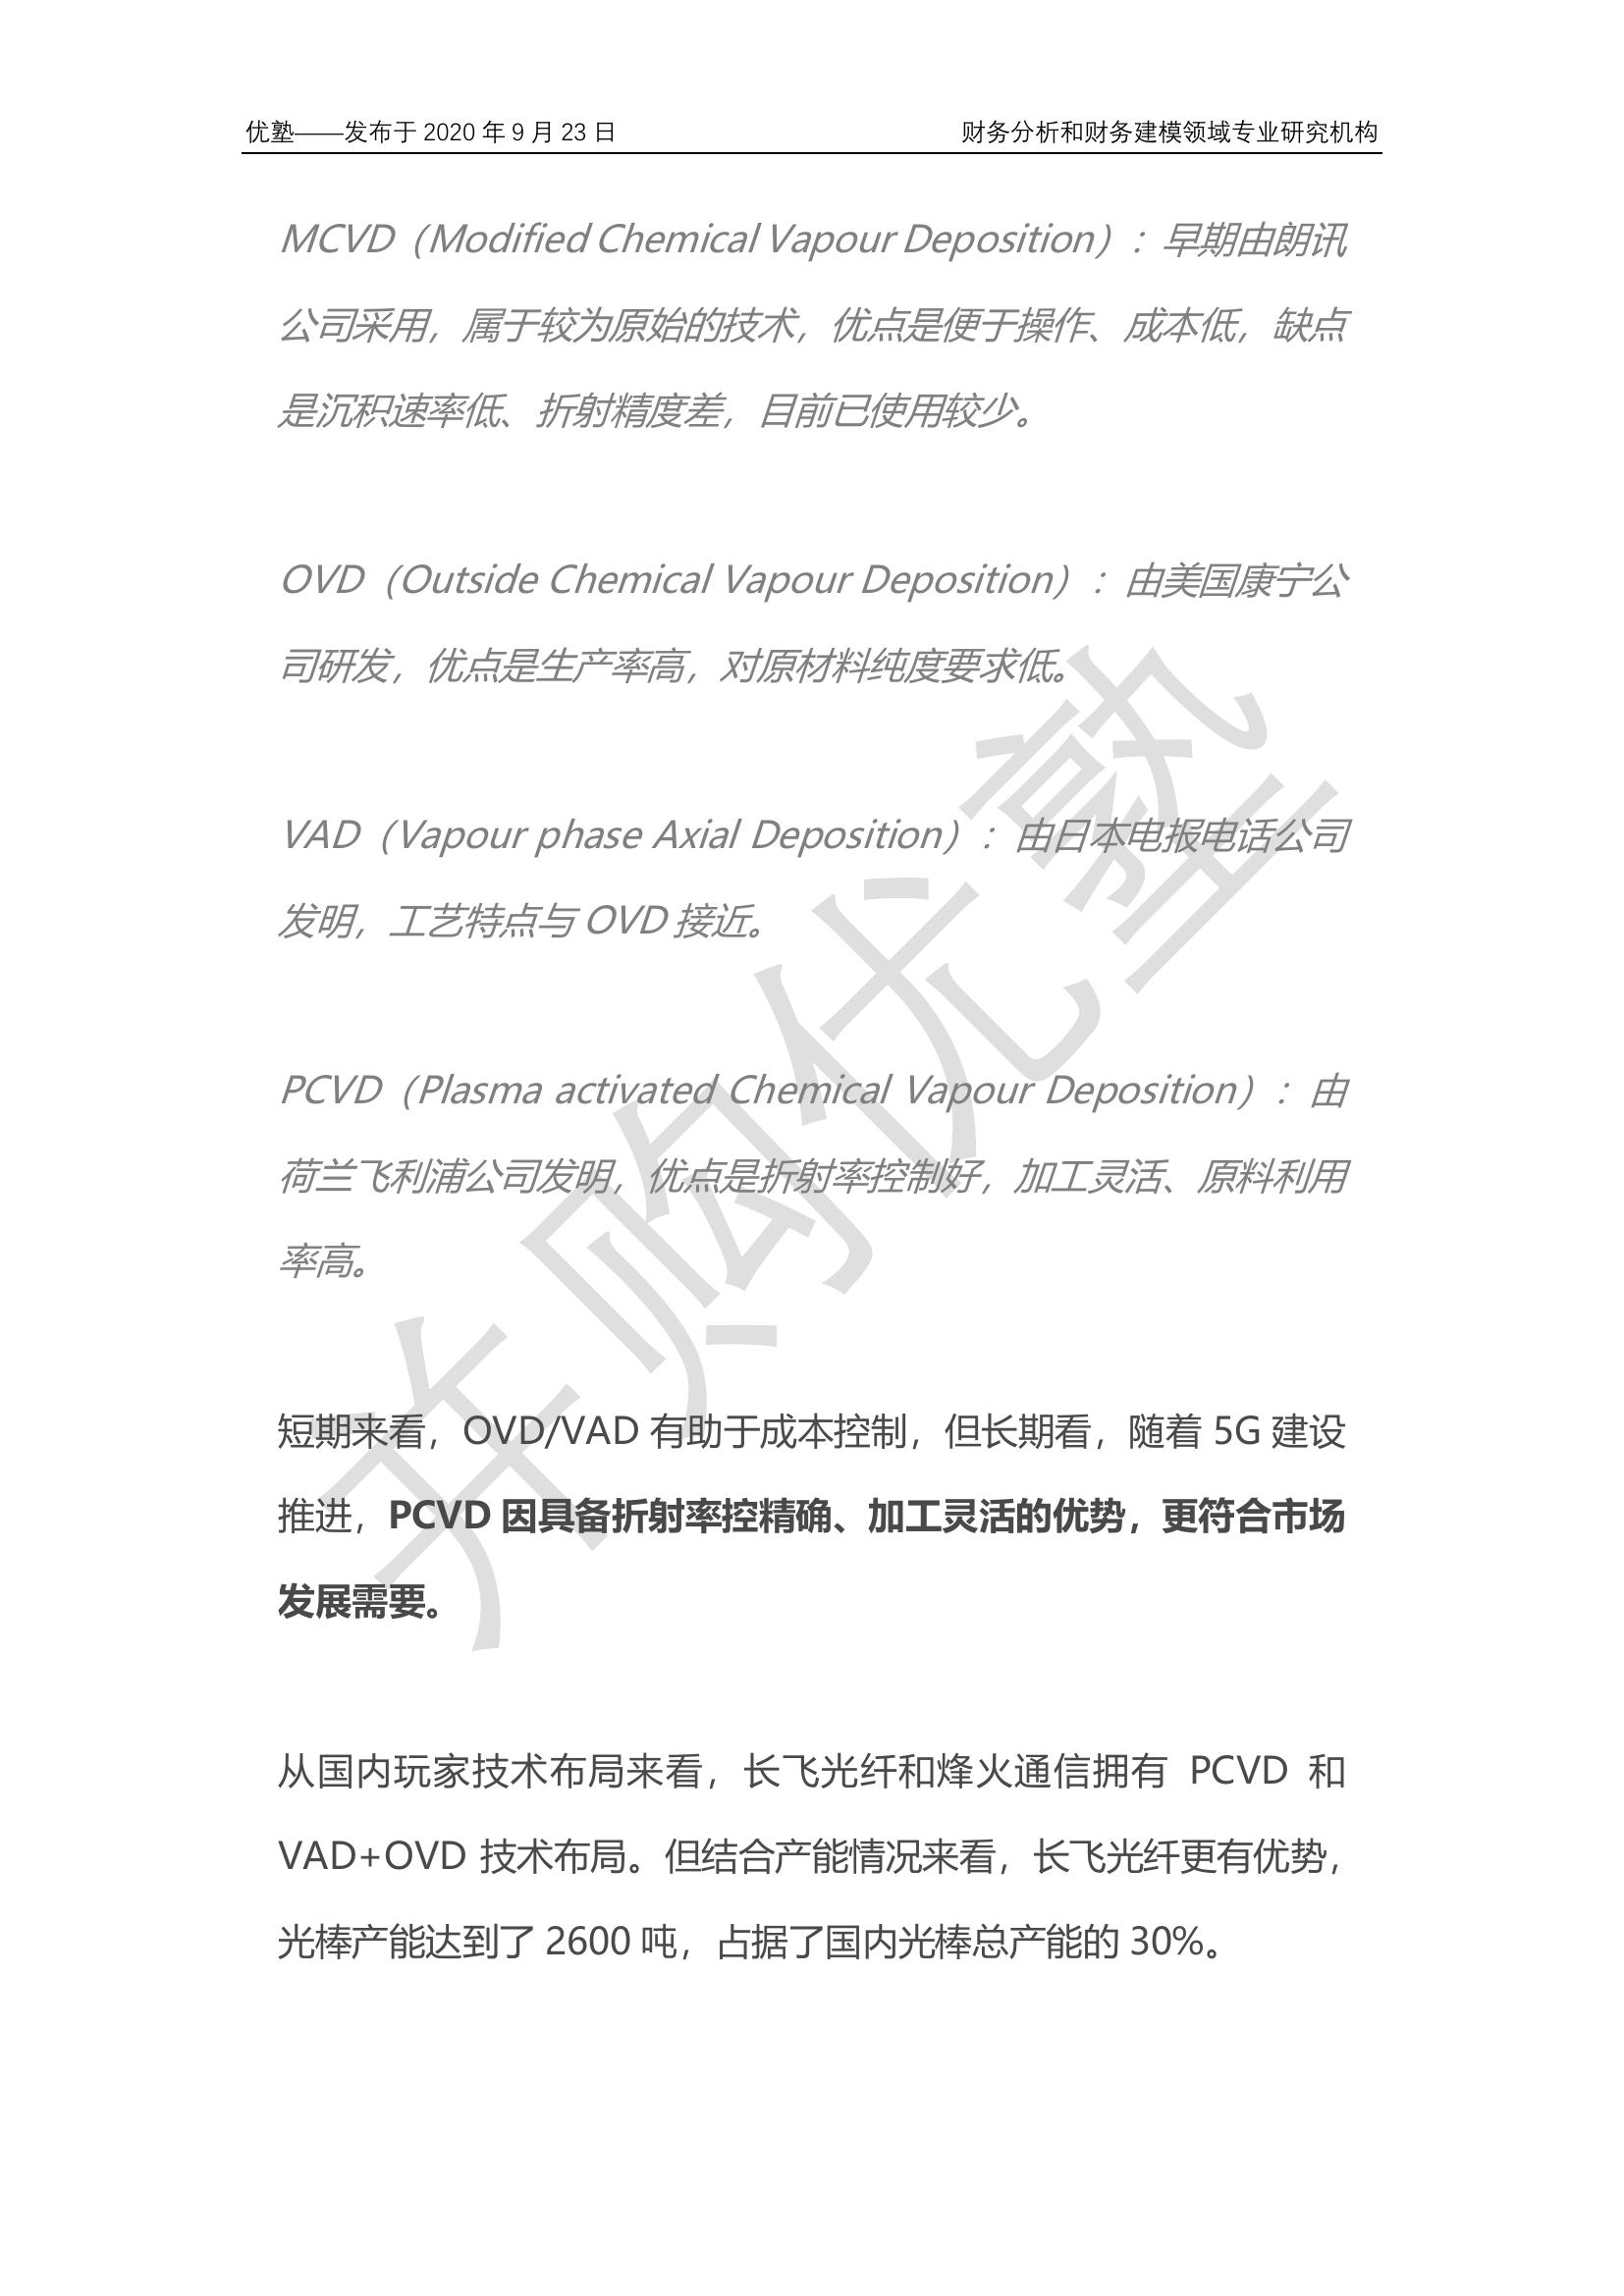 优塾——发布于 2020 年 9 月 23 日 财务分析和财务建模领域专业研究机构
MCVD（Modified Chemical Vapour Deposition）：早期由朗讯
公司采用，属于较为原始的技术，优点是便于操作、成本低，缺点
是沉积速率低、折射精度差，目前已使用较少。
OVD（Outside Chemical Vapour Deposition）：由美国康宁公
司研发，优点是生产率高，对原材料纯度要求低。
VAD（Vapour phase Axial Deposition）：由日本电报电话公司
发明，工艺特点与 OVD 接近。
PCVD（Plasma activated Chemical Vapour Deposition）：由
荷兰飞利浦公司发明，优点是折射率控制好，加工灵活、原料利用
率高。
短期来看，OVD/VAD 有助于成本控制，但长期看，随着 5G 建设
推进，PCVD 因具备折射率控精确、加工灵活的优势，更符合市场
发展需要。
从国内玩家技术布局来看，长飞光纤和烽火通信拥有 PCVD 和
VAD+OVD 技术布局。但结合产能情况来看，长飞光纤更有优势，
光棒产能达到了 2600 吨，占据了国内光棒总产能的 30%。
并购优塾